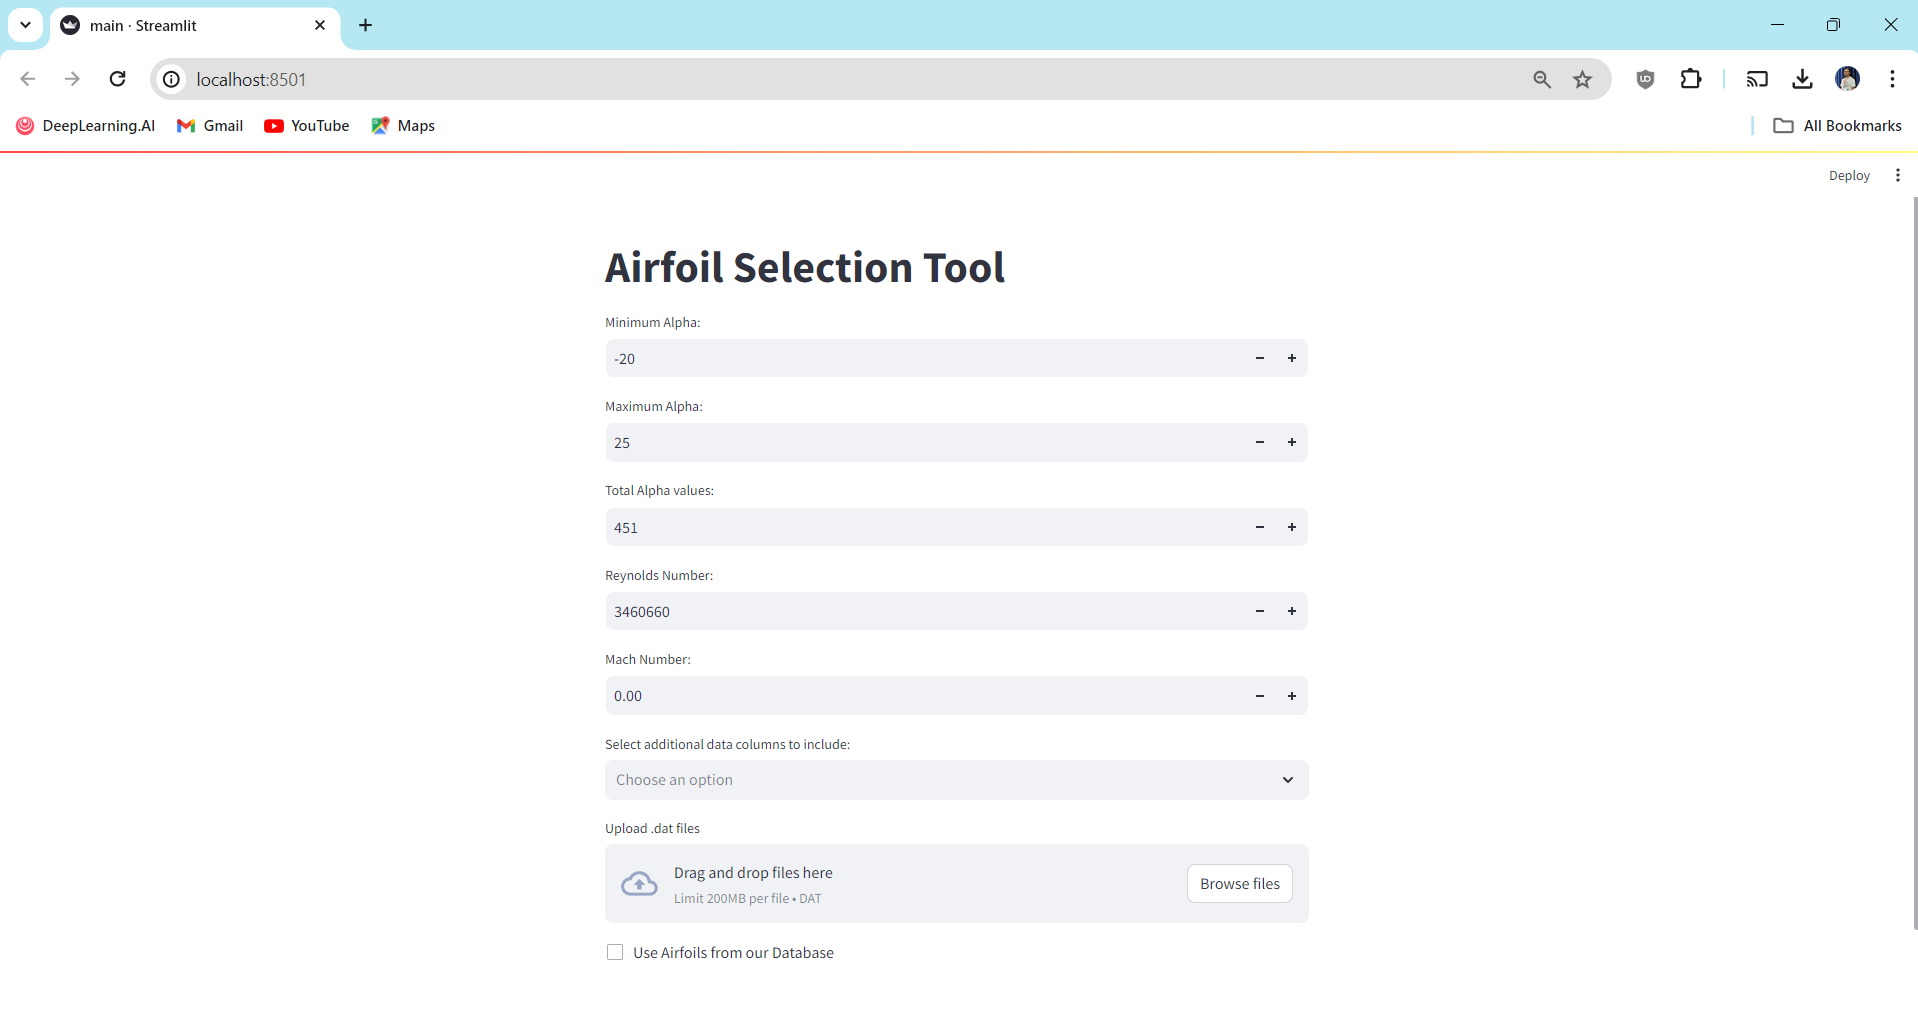 main · Streamlit
localhost:8501
DeepLearning.AI Gmail YouTube Maps All Bookmarks
Deploy
Airfoil Selection Tool
Minimum Alpha:
-20
Maximum Alpha:
25
Total Alpha values:
451
Reynolds Number:
3460660
Mach Number:
0.00
Select additional data columns to include:
Choose an option
Upload .dat files
Drag and drop files here
Limit 200MB per file • DAT
Browse files
Use Airfoils from our Database